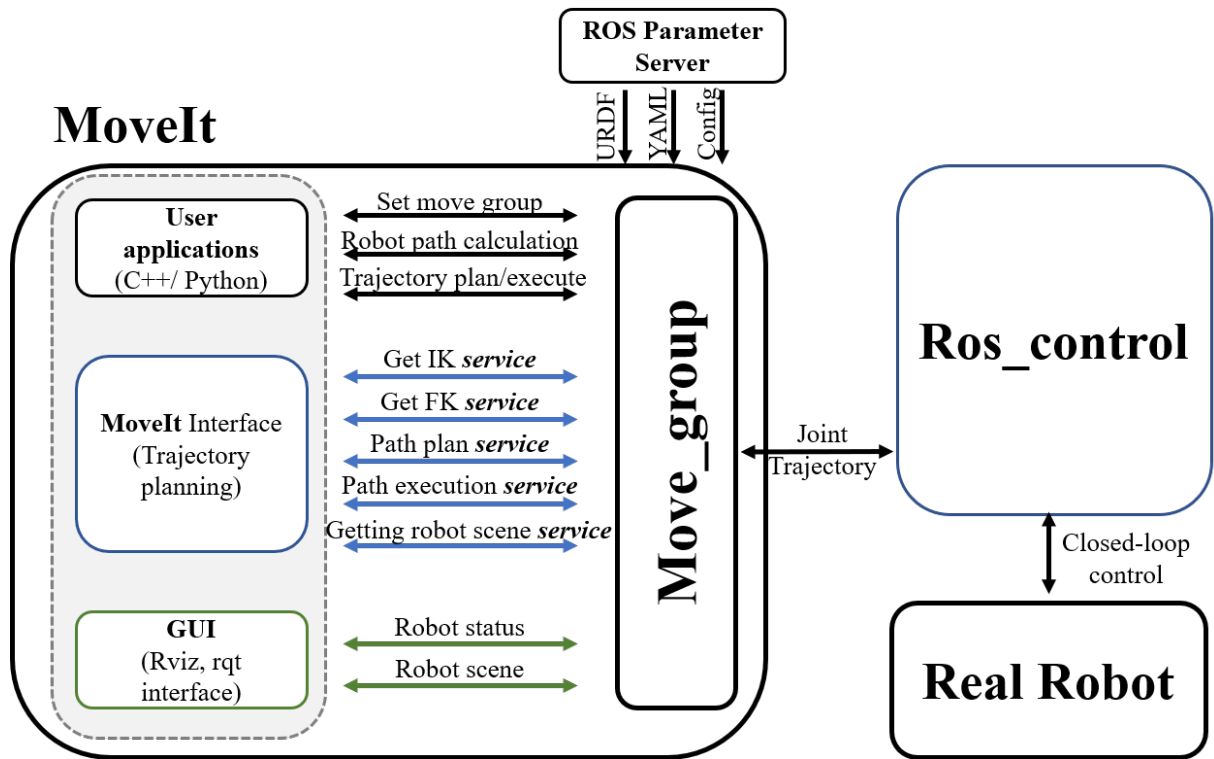 ROS Parameter
Server
URDF
YAML
Config
MoveIt
User
applications
(C++/ Python)
Set move group
Robot path calculation
Trajectory plan/execute
MoveIt Interface
(Trajectory
planning)
Get IK service
Get FK service
Path plan service
Path execution service
Getting robot scene service
GUI
(Rviz, rqt
interface)
Robot status
Robot scene
Move_group
Joint
Trajectory
Ros_control
Closed-loop
control
Real Robot